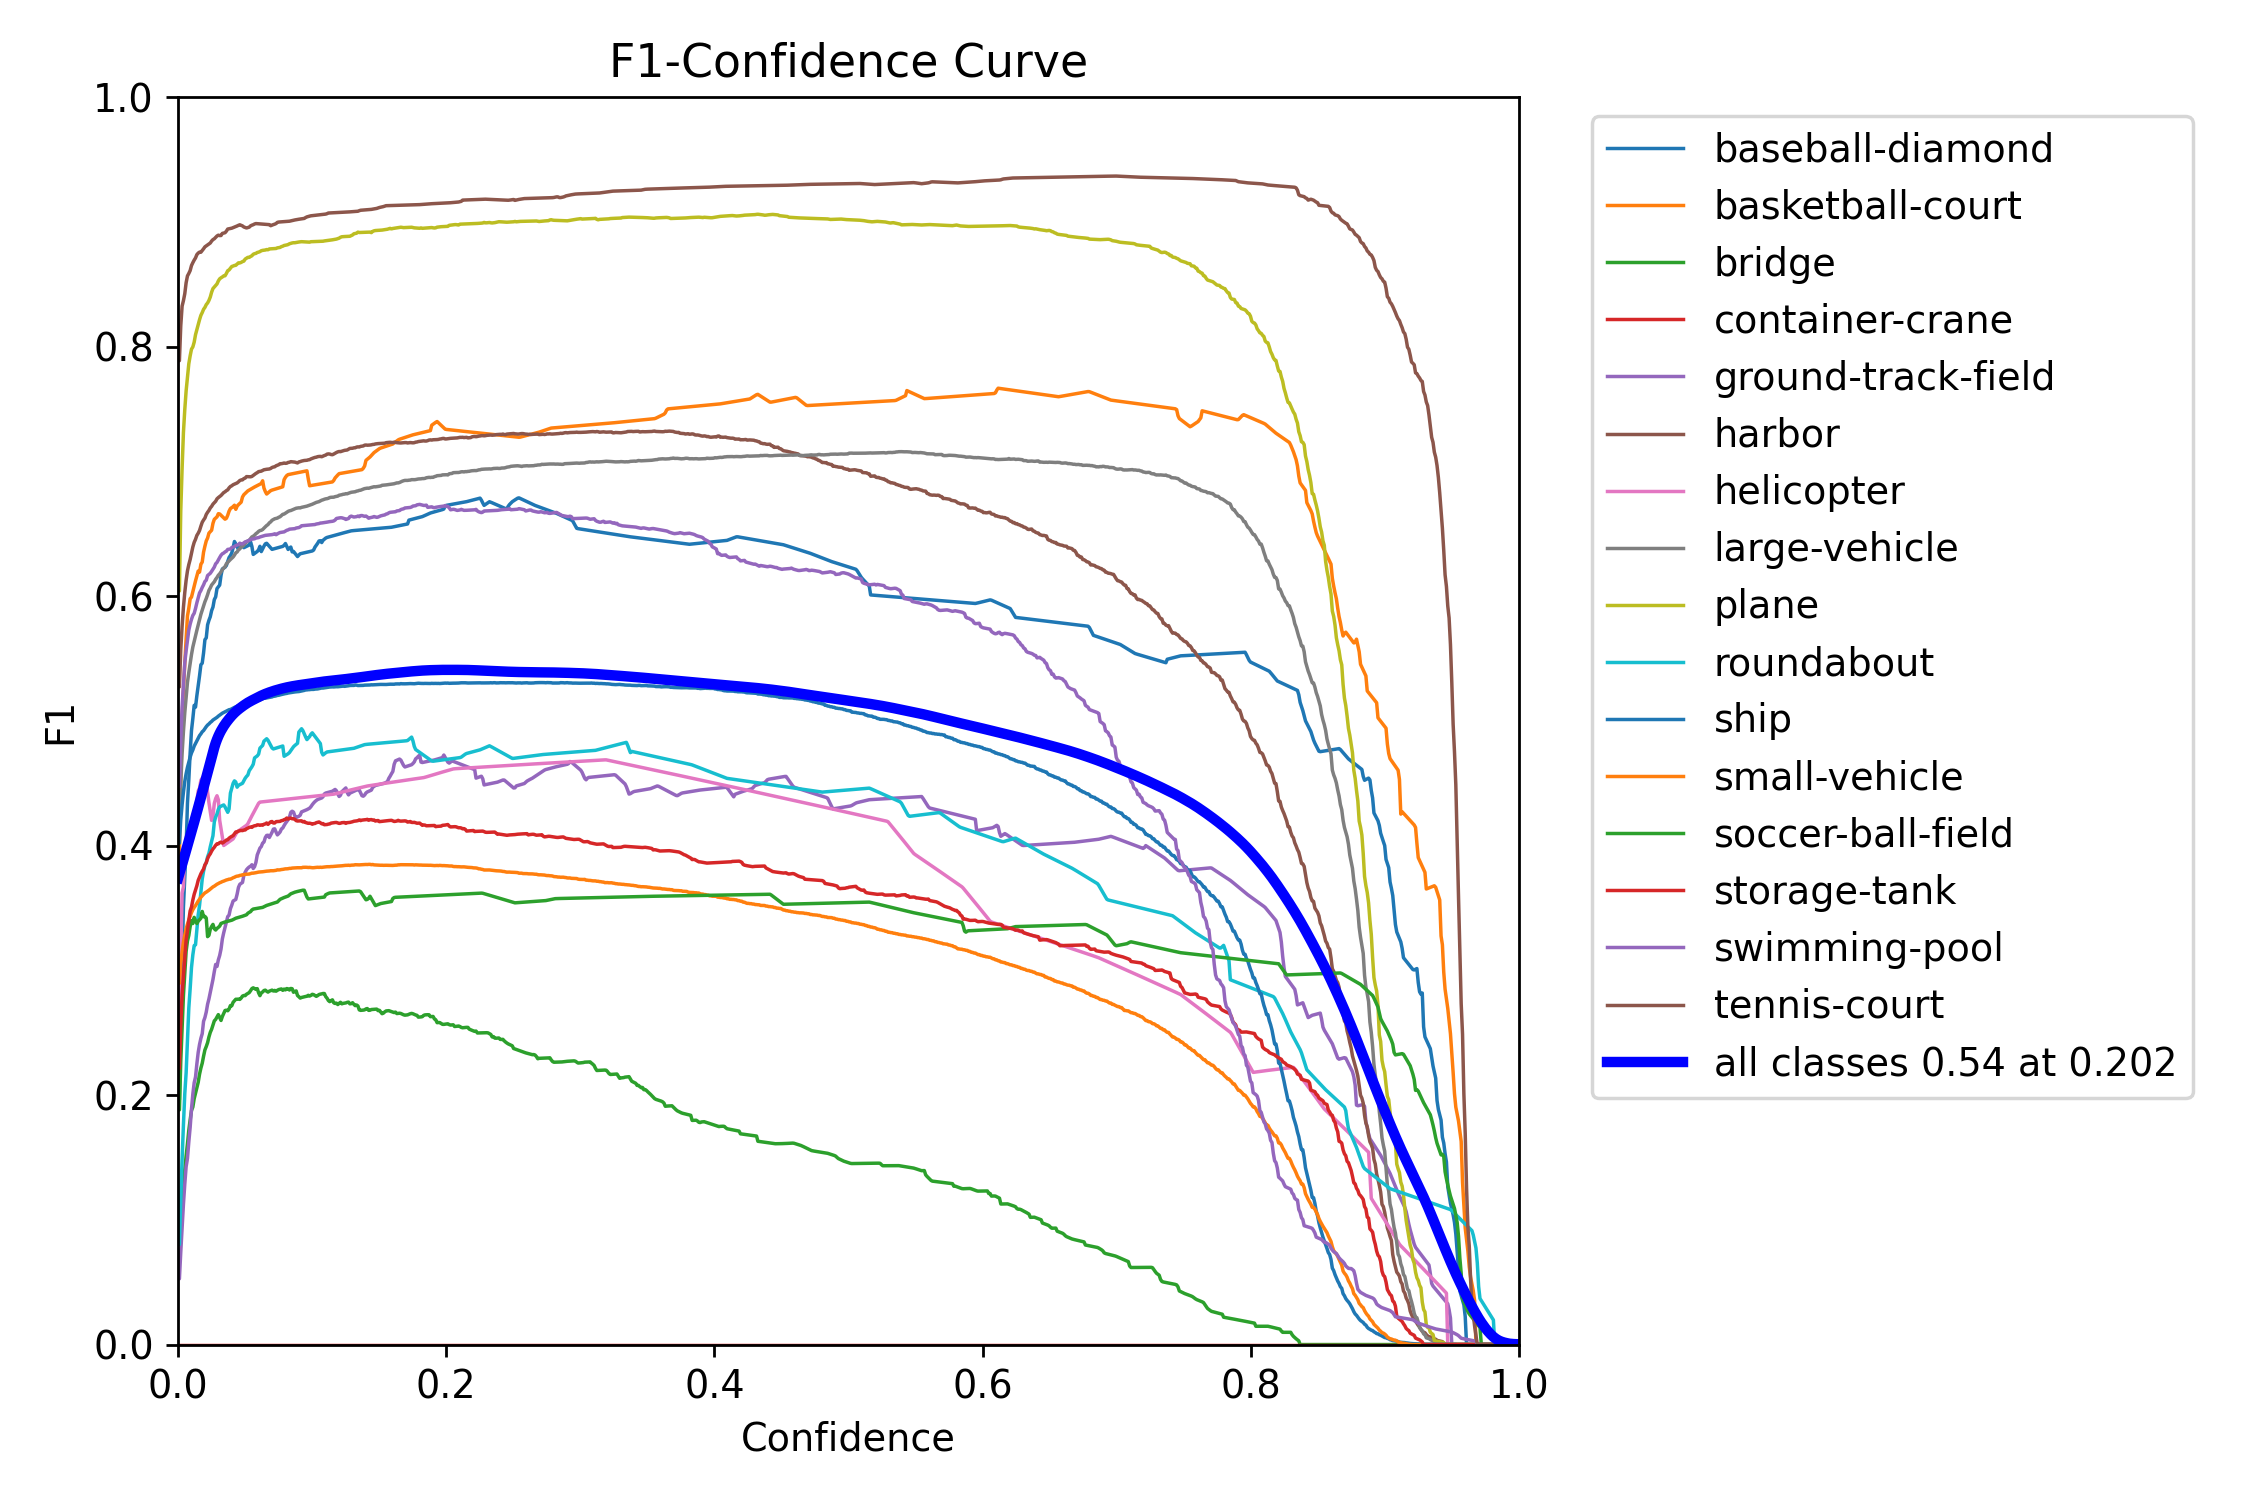 F1-Confidence Curve
1.0
0.8
0.6
0.4
0.2
0.0
F1
0.0 0.2 0.4 0.6 0.8 1.0
Confidence
baseball-diamond
basketball-court
bridge
container-crane
ground-track-field
harbor
helicopter
large-vehicle
plane
roundabout
ship
small-vehicle
soccer-ball-field
storage-tank
swimming-pool
tennis-court
all classes 0.54 at 0.202